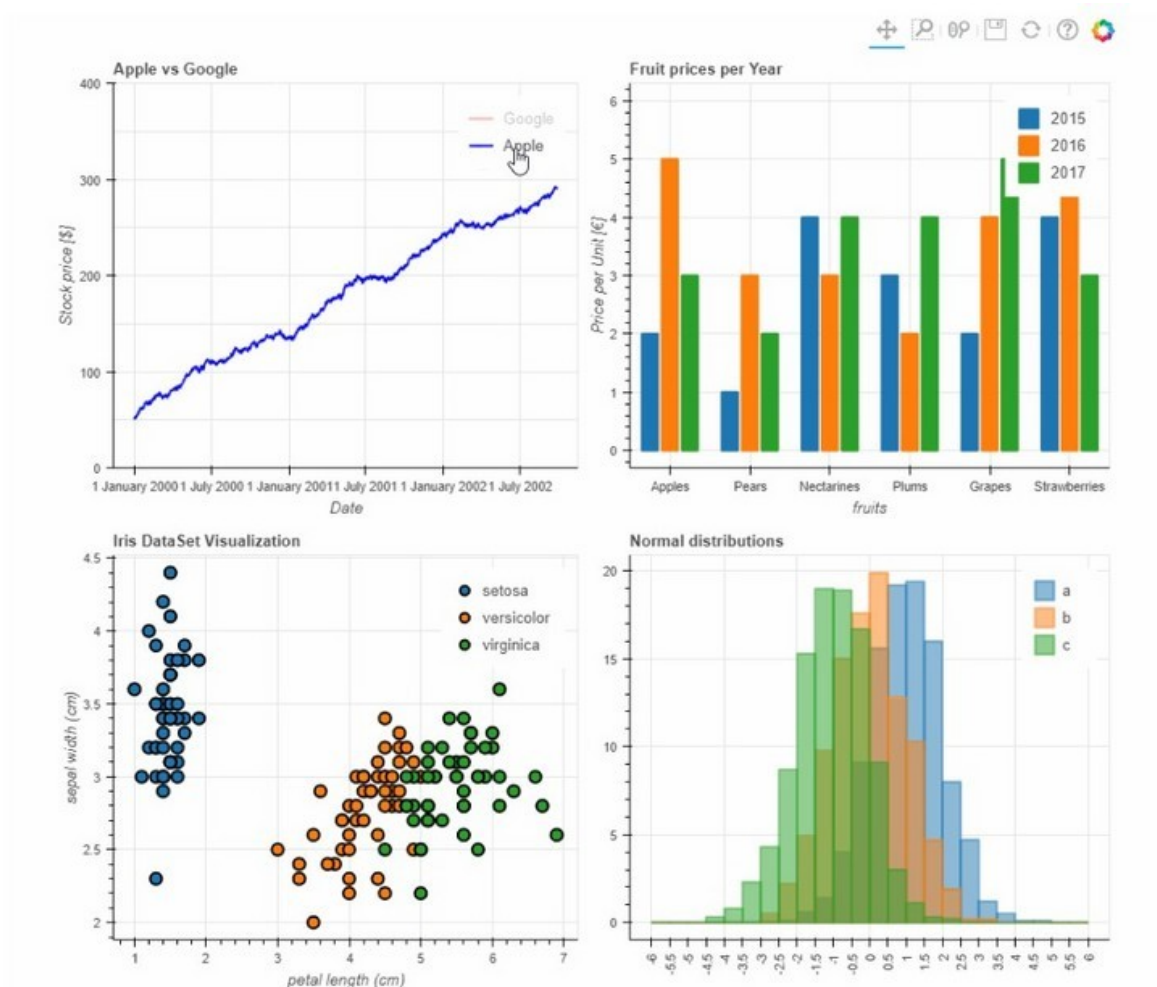 Apple vs Google
400
300
200
100
0
Stock price [$]
Google
Apple
1 January 2000 1 July 2000 1 January 2001 1 July 2001 1 January 2002 1 July 2002
Date
Fruit prices per Year
6
5
4
3
2
1
0
Price per Unit [€]
2015
2016
2017
Apples Pears Nectarines Plums Grapes Strawberries
fruits
Iris DataSet Visualization
4.5
4
3.5
3
2.5
2
sepal width (cm)
setosa
versicolor
virginica
1 2 3 4 5 6 7
petal length (cm)
Normal distributions
20
15
10
5
0
a
b
c
-6 -5.5 -5 -4.5 -4 -3.5 -3 -2.5 -2 -1.5 -1 -0.5 0 0.5 1 1.5 2 2.5 3 3.5 4 4.5 5 5.5 6